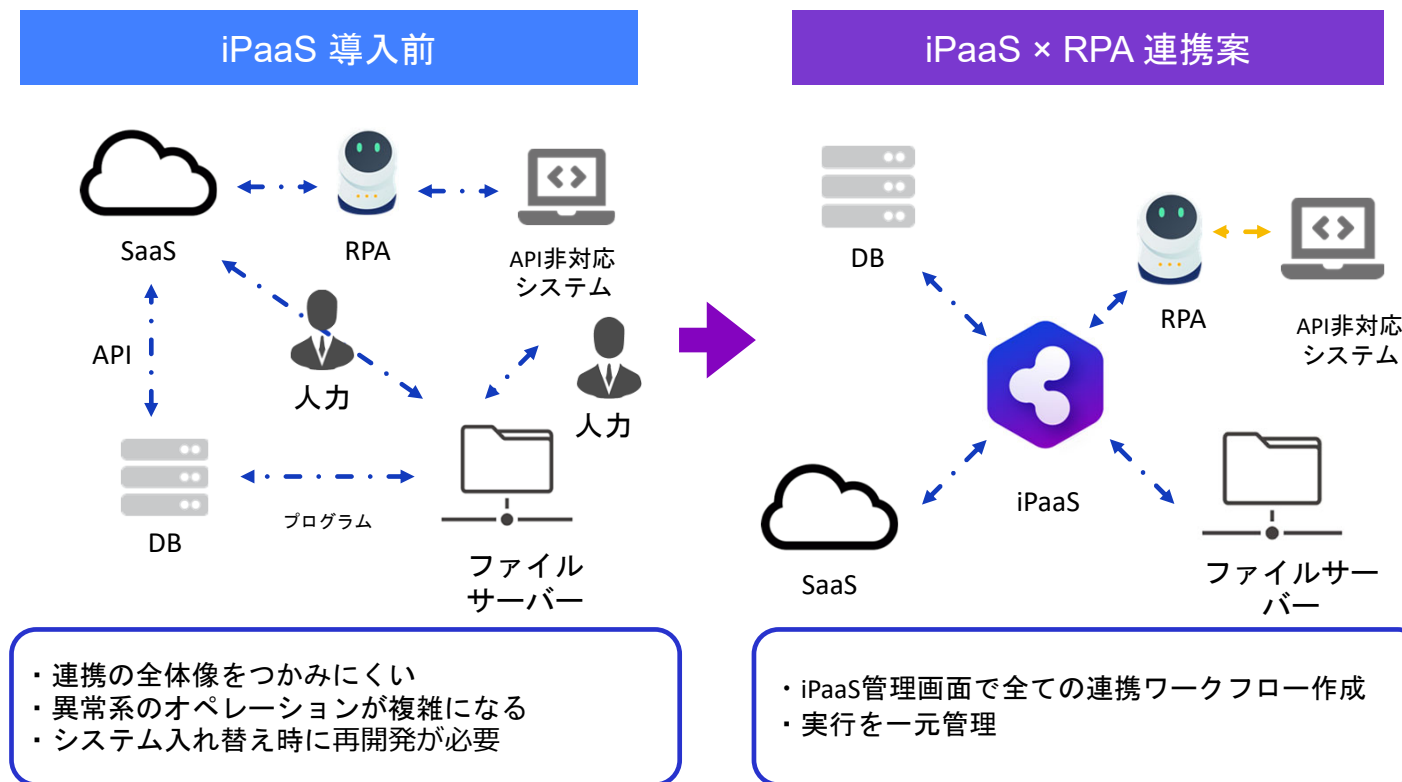 iPaaS 導入前
SaaS
RPA
API非対応
システム
API
人力
人力
DB
プログラム
ファイル
サーバー
・連携の全体像をつかみにくい
・異常系のオペレーションが複雑になる
・システム入れ替え時に再開発が必要
iPaaS × RPA 連携案
DB
RPA
API非対応
システム
iPaaS
SaaS
ファイルサー
バー
・iPaaS管理画面で全ての連携ワークフロー作成
・実行を一元管理